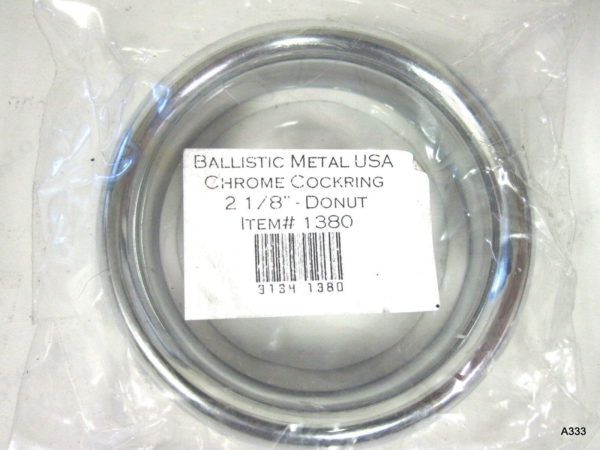 BALLISTIC METAL USA
CHROME COCKRING
2 1/8" - DONUT
ITEM# 1380
3134 1380
A333